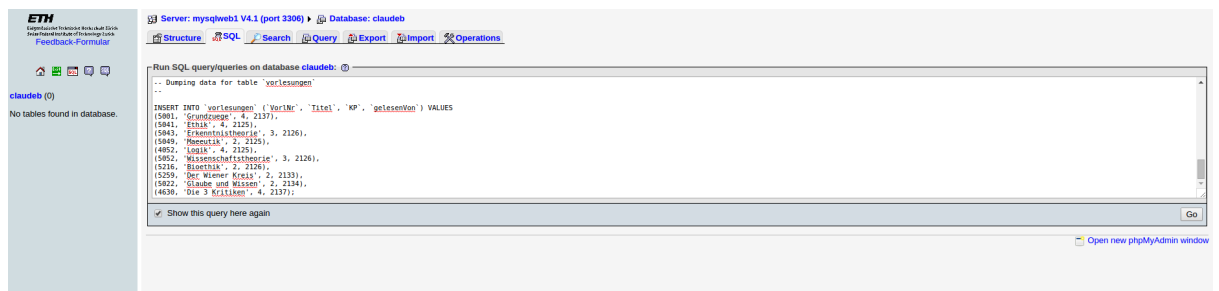 ETH
Eidgenössische Technische Hochschule Zürich
Swiss Federal Institute of Technology Zurich
Feedback-Formular
claudeb (0)
No tables found in database.
Server: mysqlweb1 V4.1 (port 3306) Database: claudeb
Structure SQL Search Query Export Import Operations
Run SQL query/queries on database claudeb:
-- Dumping data for table `vorlesungen`
--
INSERT INTO `vorlesungen` (`VorlNr`, `Titel`, `KP`, `gelesenVon`) VALUES
(5001, 'Grundzuege', 4, 2137),
(5041, 'Ethik', 4, 2125),
(5043, 'Erkenntnistheorie', 3, 2126),
(5049, 'Maeeutik', 2, 2125),
(4052, 'Logik', 4, 2125),
(5052, 'Wissenschaftstheorie', 3, 2126),
(5216, 'Bioethik', 2, 2126),
(5259, 'Der Wiener Kreis', 2, 2133),
(5022, 'Glaube und Wissen', 2, 2134),
(4630, 'Die 3 Kritiken', 4, 2137);
Show this query here again
Go
Open new phpMyAdmin window